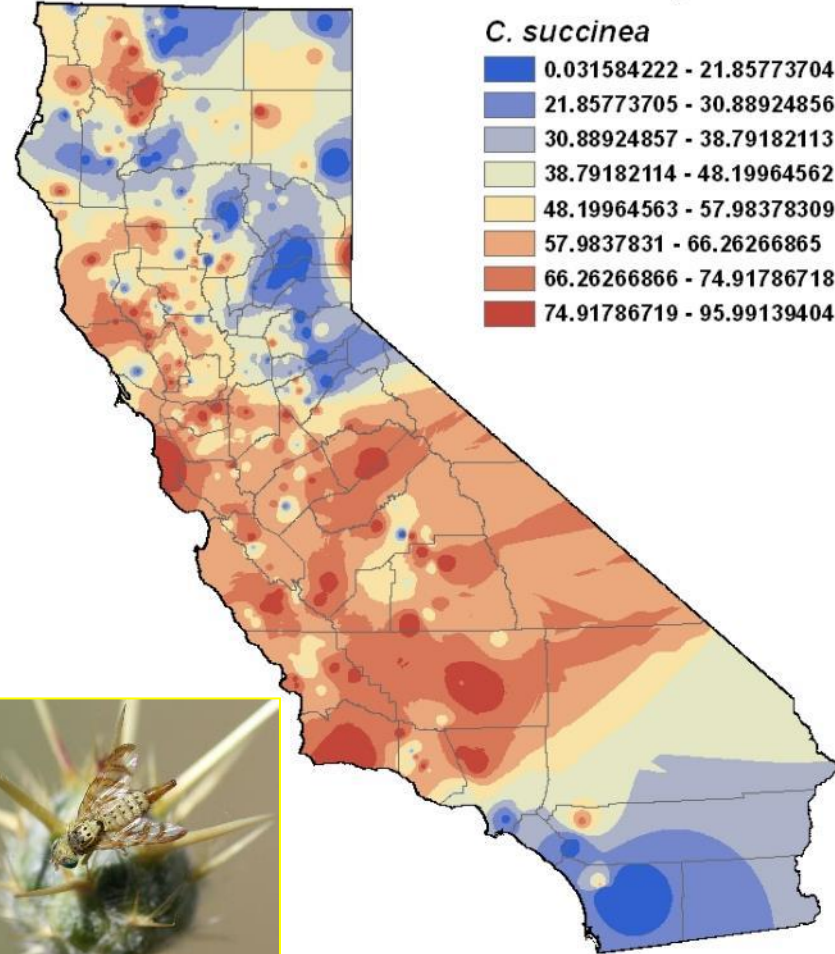 C. succinea
0.031584222 - 21.85773704
21.85773705 - 30.88924856
30.88924857 - 38.79182113
38.79182114 - 48.19964562
48.19964563 - 57.98378309
57.9837831 - 66.26266865
66.26266866 - 74.91786718
74.91786719 - 95.99139404